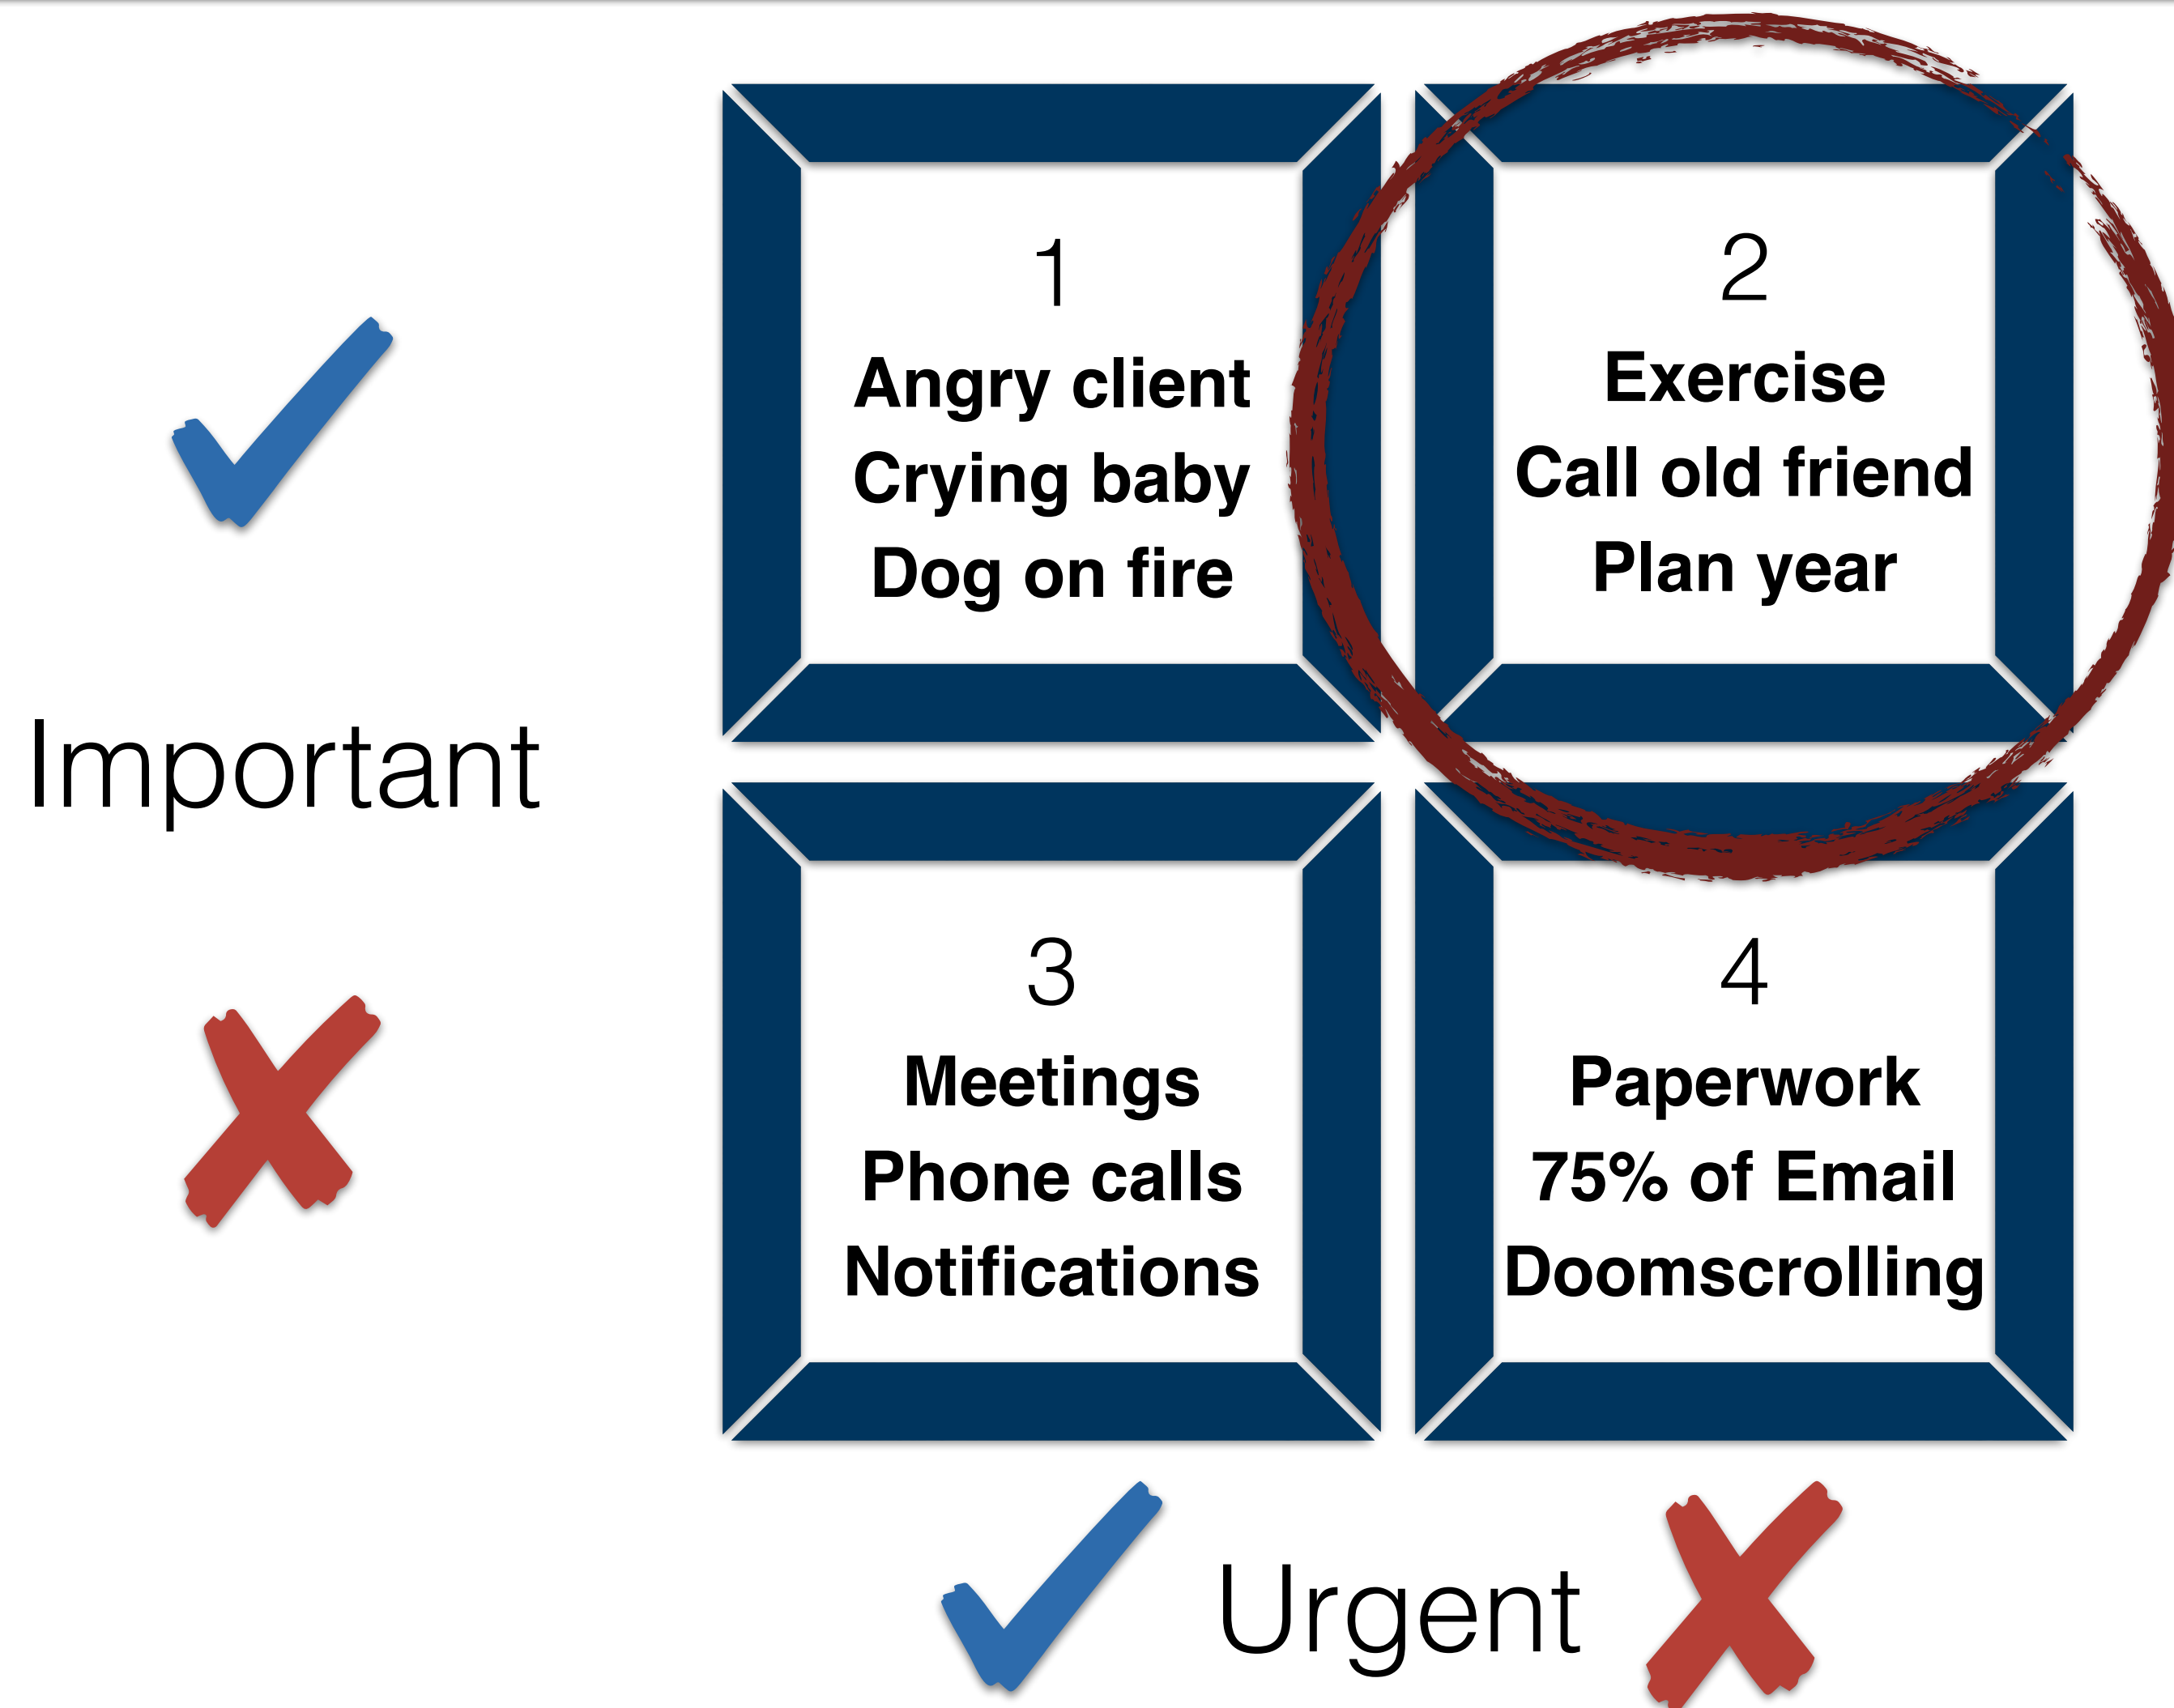 1
Angry client
Crying baby
Dog on fire
2
Exercise
Call old friend
Plan year
Important
3
Meetings
Phone calls
Notifications
4
Paperwork
75% of Email
Doomscrolling
Urgent